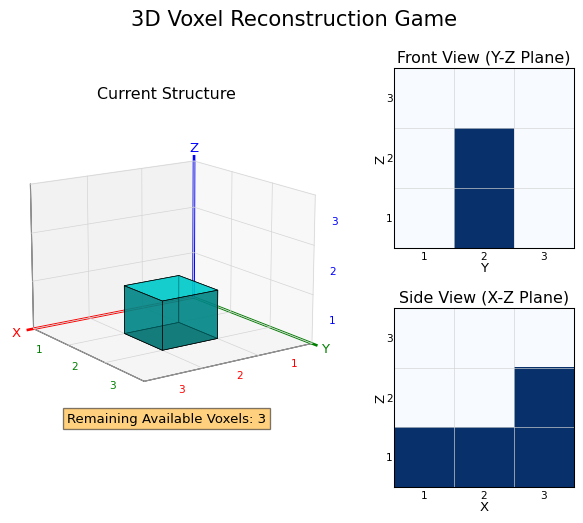 3D Voxel Reconstruction Game
Current Structure
Z
3
2
1
X
Y
1
2
3
3
2
1
Remaining Available Voxels: 3
Front View (Y-Z Plane)
3
2
1
Z
1 2 3
Y
Side View (X-Z Plane)
3
2
1
Z
1 2 3
X